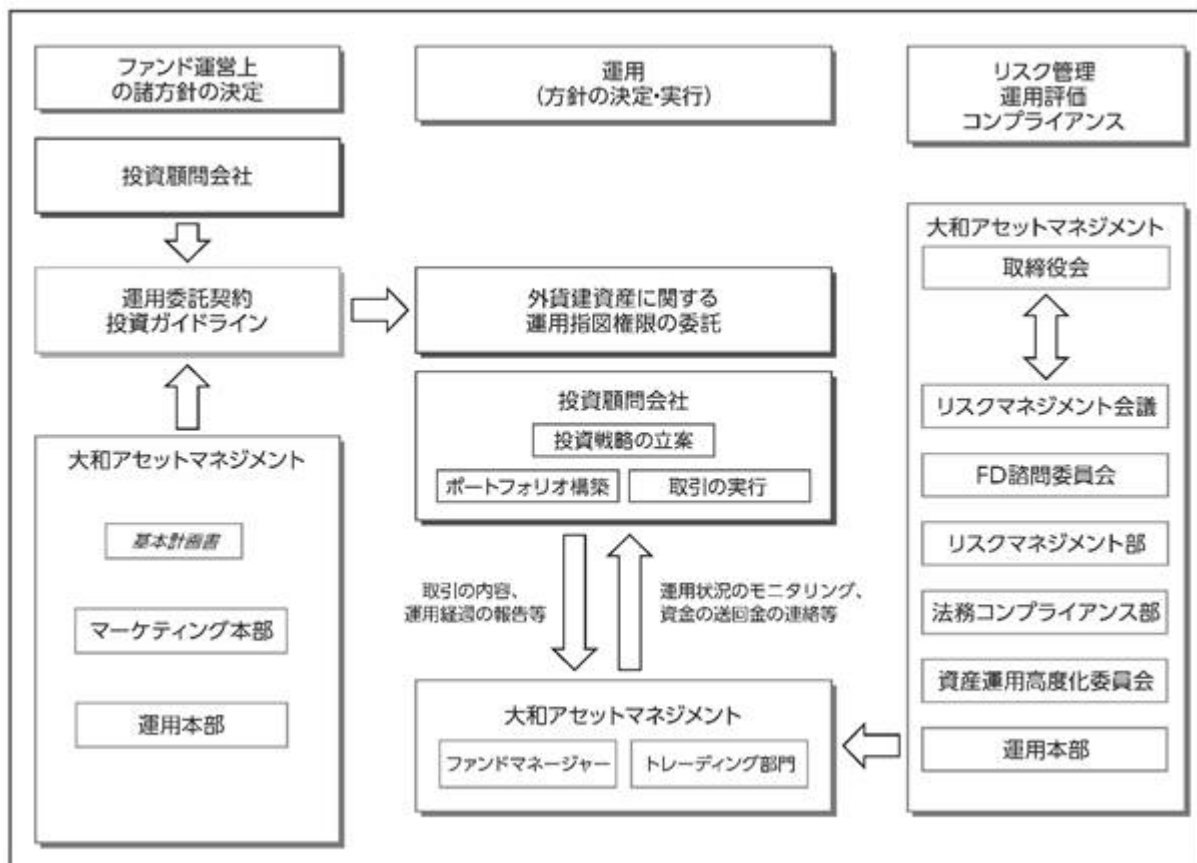 ファンド運営上
の諸方針の決定
投資顧問会社
運用委託契約
投資ガイドライン
大和アセットマネジメント
基本計画書
マーケティング本部
運用本部
運用
（方針の決定・実行）
外貨建資産に関する
運用指図権限の委託
投資顧問会社
投資戦略の立案
ポートフォリオ構築
取引の実行
取引の内容、
運用経過の報告等
運用状況のモニタリング、
資金の送回金の連絡等
大和アセットマネジメント
ファンドマネージャー
トレーディング部門
リスク管理
運用評価
コンプライアンス
大和アセットマネジメント
取締役会
リスクマネジメント会議
FD諮問委員会
リスクマネジメント部
法務コンプライアンス部
資産運用高度化委員会
運用本部